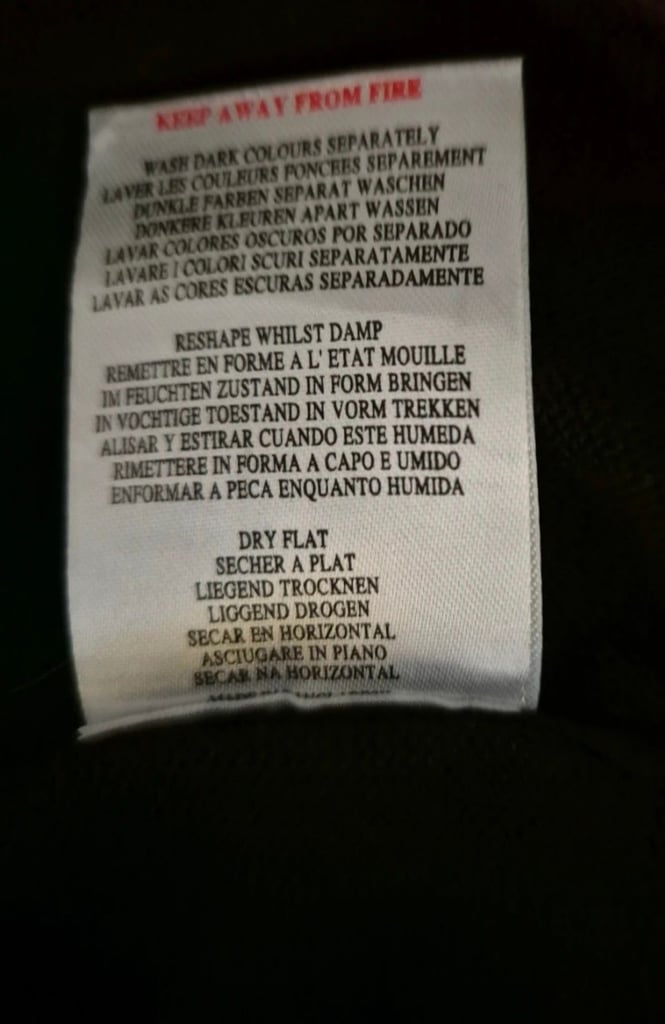 KEEP AWAY FROM FIRE
WASH DARK COLOURS SEPARATELY
LAVER LES COULEURS FONCEES SEPAREMENT
DUNKLE FARBEN SEPARAT WASCHEN
DONKERE KLEUREN APART WASSEN
LAVAR COLORES OSCUROS POR SEPARADO
LAVARE I COLORI SCURI SEPARATAMENTE
LAVAR AS CORES ESCURAS SEPARADAMENTE
RESHAPE WHILST DAMP
REMETTRE EN FORME A L'ETAT MOUILLE
IM FEUCHTEN ZUSTAND IN FORM BRINGEN
IN VOCHTIGE TOESTAND IN VORM TREKKEN
ALISAR Y ESTIRAR CUANDO ESTE HUMEDA
RIMETTERE IN FORMA A CAPO E UMIDO
ENFORMAR A PECA ENQUANTO HUMIDA
DRY FLAT
SECHER A PLAT
LIEGEND TROCKNEN
LIGGEND DROGEN
SECAR EN HORIZONTAL
ASCIUGARE IN PIANO
SECAR NA HORIZONTAL